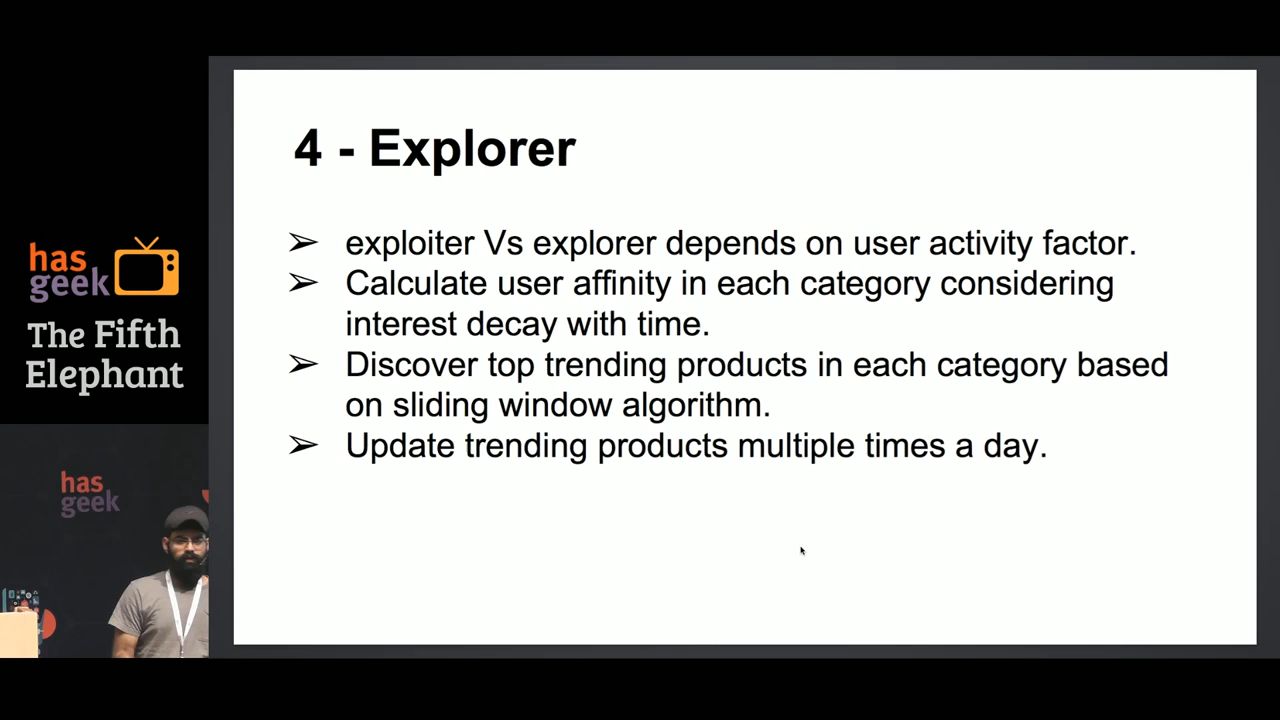 4 - Explorer
➢ exploiter Vs explorer depends on user activity factor.
➢ Calculate user affinity in each category considering
interest decay with time.
➢ Discover top trending products in each category based
on sliding window algorithm.
➢ Update trending products multiple times a day.
has
geek
The Fifth
Elephant
has
geek